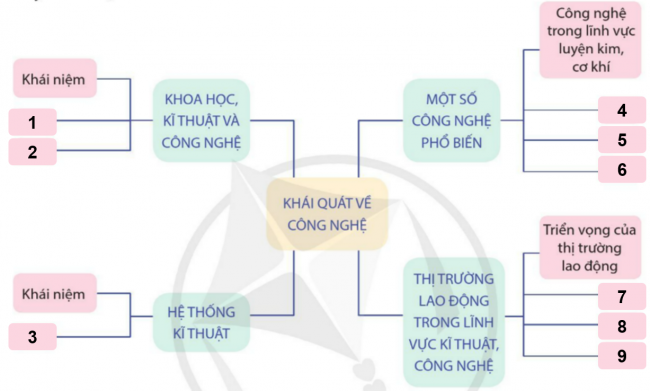 Công nghệ
trong lĩnh vực
luyện kim,
cơ khí
Khái niệm
1
2
KHOA HỌC,
KĨ THUẬT VÀ
CÔNG NGHỆ
MỘT SỐ
CÔNG NGHỆ
PHỔ BIẾN
4
5
6
KHÁI QUÁT VỀ
CÔNG NGHỆ
Khái niệm
3
HỆ THỐNG
KĨ THUẬT
THỊ TRƯỜNG
LAO ĐỘNG
TRONG LĨNH
VỰC KĨ THUẬT,
CÔNG NGHỆ
Triển vọng của
thị trường
lao động
7
8
9